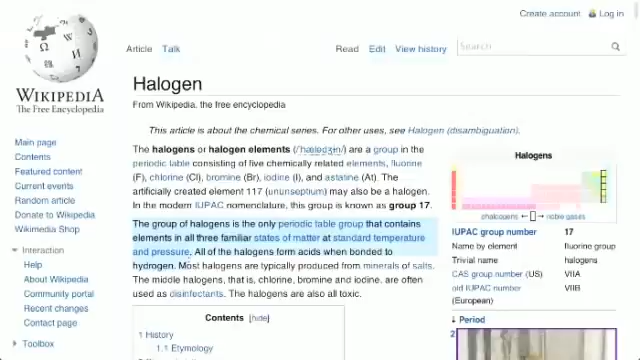 Create account Log in
Article Talk Read Edit View history Search
WIKIPEDIA
The Free Encyclopedia
Halogen
From Wikipedia, the free encyclopedia
This article is about the chemical series. For other uses, see Halogen (disambiguation).
The halogens or halogen elements (/ˈhælədʒɨn/) are a group in the
periodic table consisting of five chemically related elements, fluorine
(F), chlorine (Cl), bromine (Br), iodine (I), and astatine (At). The
artificially created element 117 (ununseptium) may also be a halogen.
In the modern IUPAC nomenclature, this group is known as group 17.
The group of halogens is the only periodic table group that contains
elements in all three familiar states of matter at standard temperature
and pressure. All of the halogens form acids when bonded to
hydrogen. Most halogens are typically produced from minerals of salts.
The middle halogens, that is, chlorine, bromine and iodine, are often
used as disinfectants. The halogens are also all toxic.
Contents [hide]
1 History
1.1 Etymology
Main page
Contents
Featured content
Current events
Random article
Donate to Wikipedia
Wikimedia Shop
Interaction
Help
About Wikipedia
Community portal
Recent changes
Contact page
Toolbox
Halogens
chalcogens ← → noble gases
IUPAC group number 17
Name by element fluorine group
Trivial name halogens
CAS group number (US) VIIA
old IUPAC number (European) VIIB
↓ Period
2